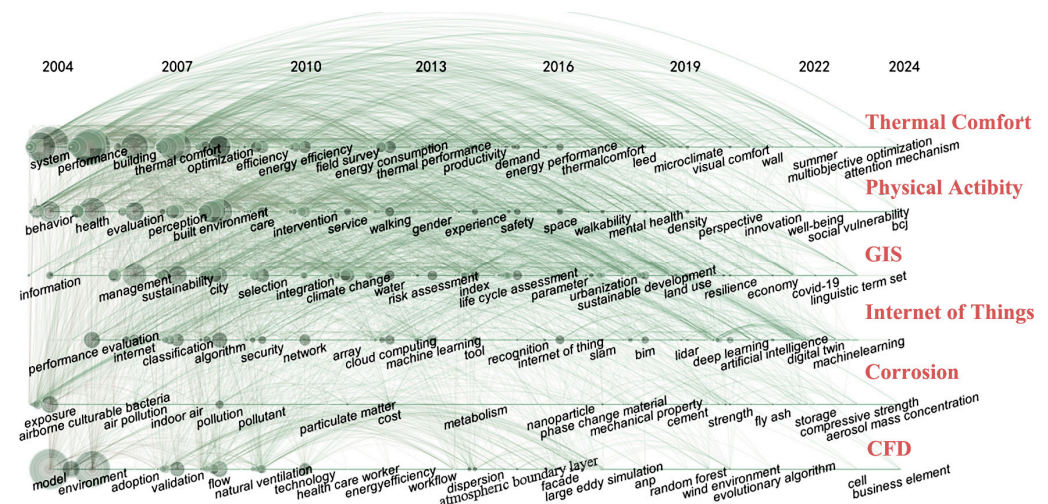 2004 2007 2010 2013 2016 2019 2022 2024
Thermal Comfort
system performance building thermal comfort optimization efficiency energy efficiency field survey energy consumption thermal performance productivity demand energy performance thermalcomfort leed microclimate visual comfort wall summer multiobjective optimization attention mechanism
Physical Actibity
behavior health evaluation perception built environment care intervention service walking gender experience safety space walkability mental health density perspective innovation well-being social vulnerability bcj
GIS
information management sustainability city selection integration climate change water risk assessment index life cycle assessment parameter urbanization sustainable development land use resilience economy covid-19 linguistic term set
Internet of Things
performance evaluation internet classification algorithm security network array cloud computing machine learning tool recognition internet of thing slam bim lidar deep learning artificial intelligence digital twin machinelearning
Corrosion
exposure airborne culturable bacteria air pollution indoor air pollution pollutant particulate matter cost metabolism nanoparticle phase change material mechanical property cement strength fly ash storage compressive strength aerosol mass concentration
CFD
model environment adoption validation flow natural ventilation technology health care worker energyefficiency workflow dispersion atmospheric boundary layer facade large eddy simulation anp random forest wind environment evolutionary algorithm cell business element